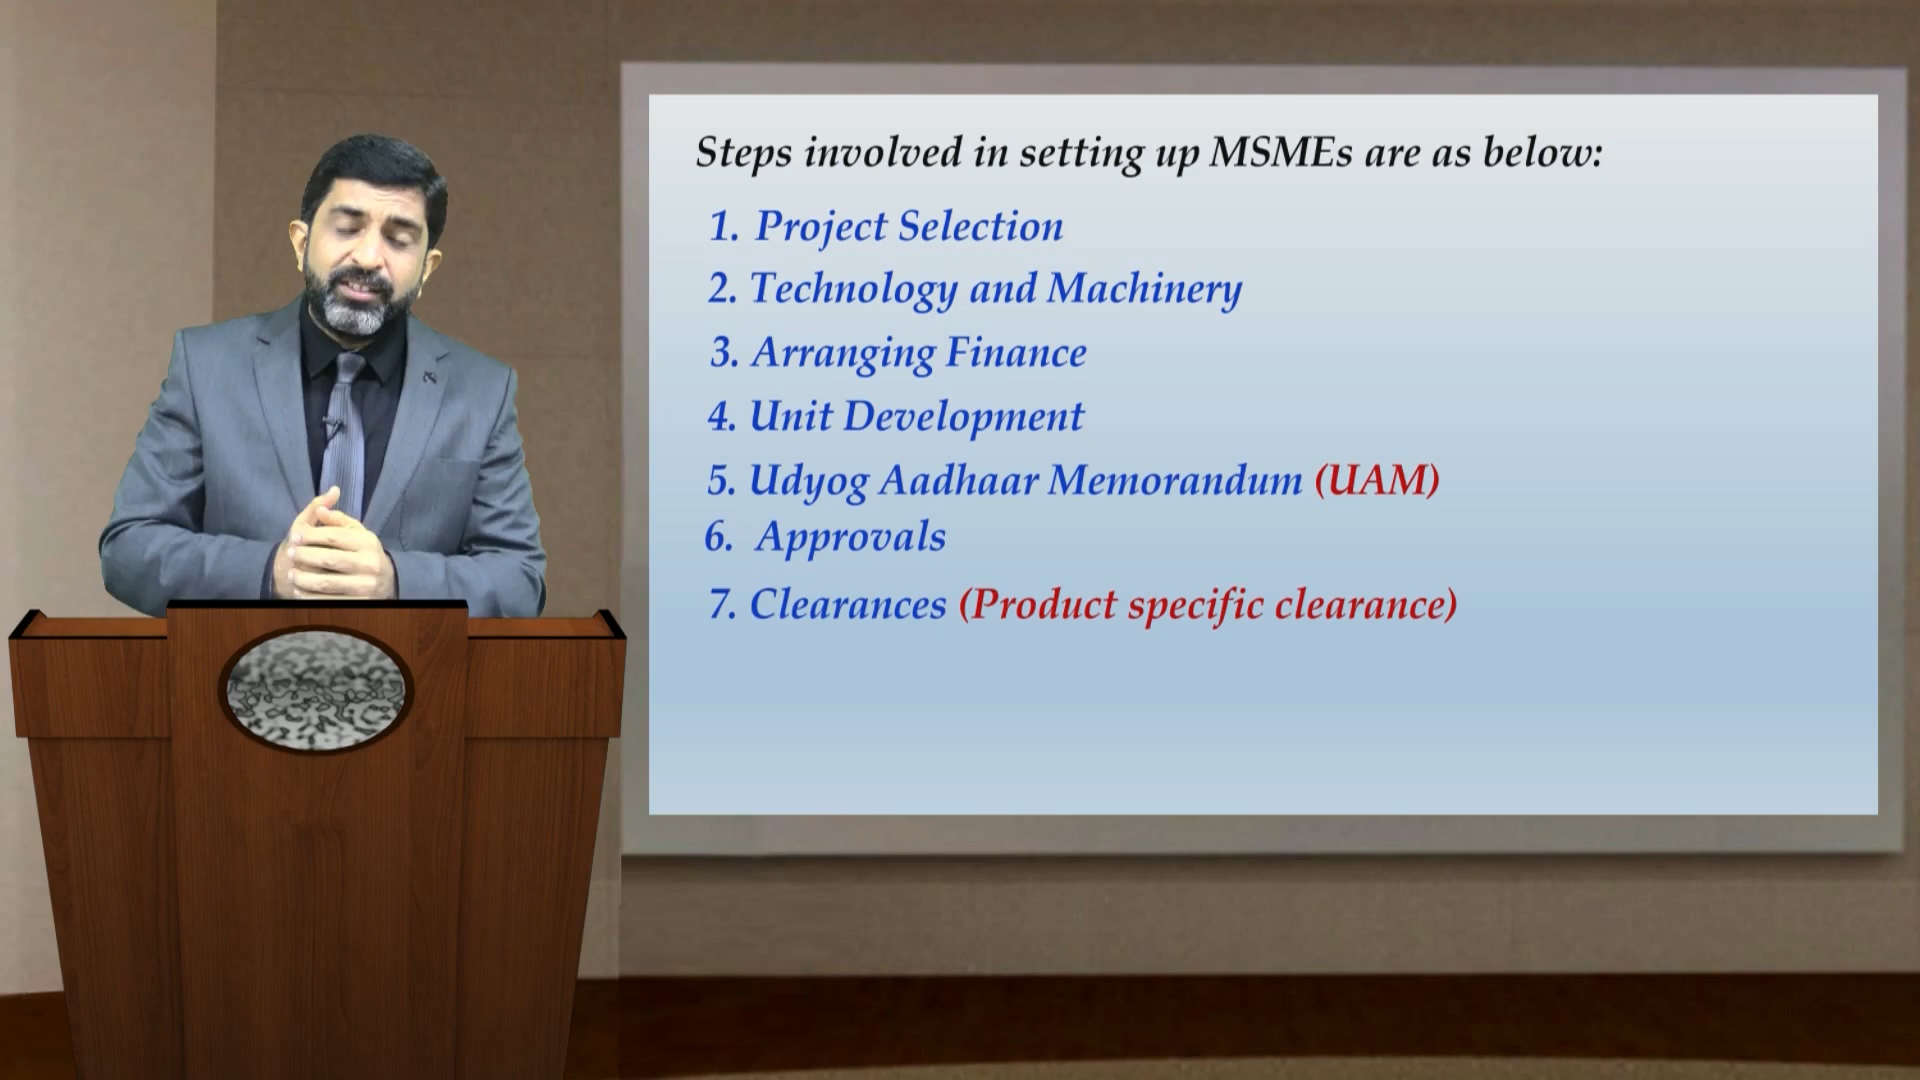 Steps involved in setting up MSMEs are as below:
1. Project Selection
2. Technology and Machinery
3. Arranging Finance
4. Unit Development
5. Udyog Aadhaar Memorandum (UAM)
6. Approvals
7. Clearances (Product specific clearance)